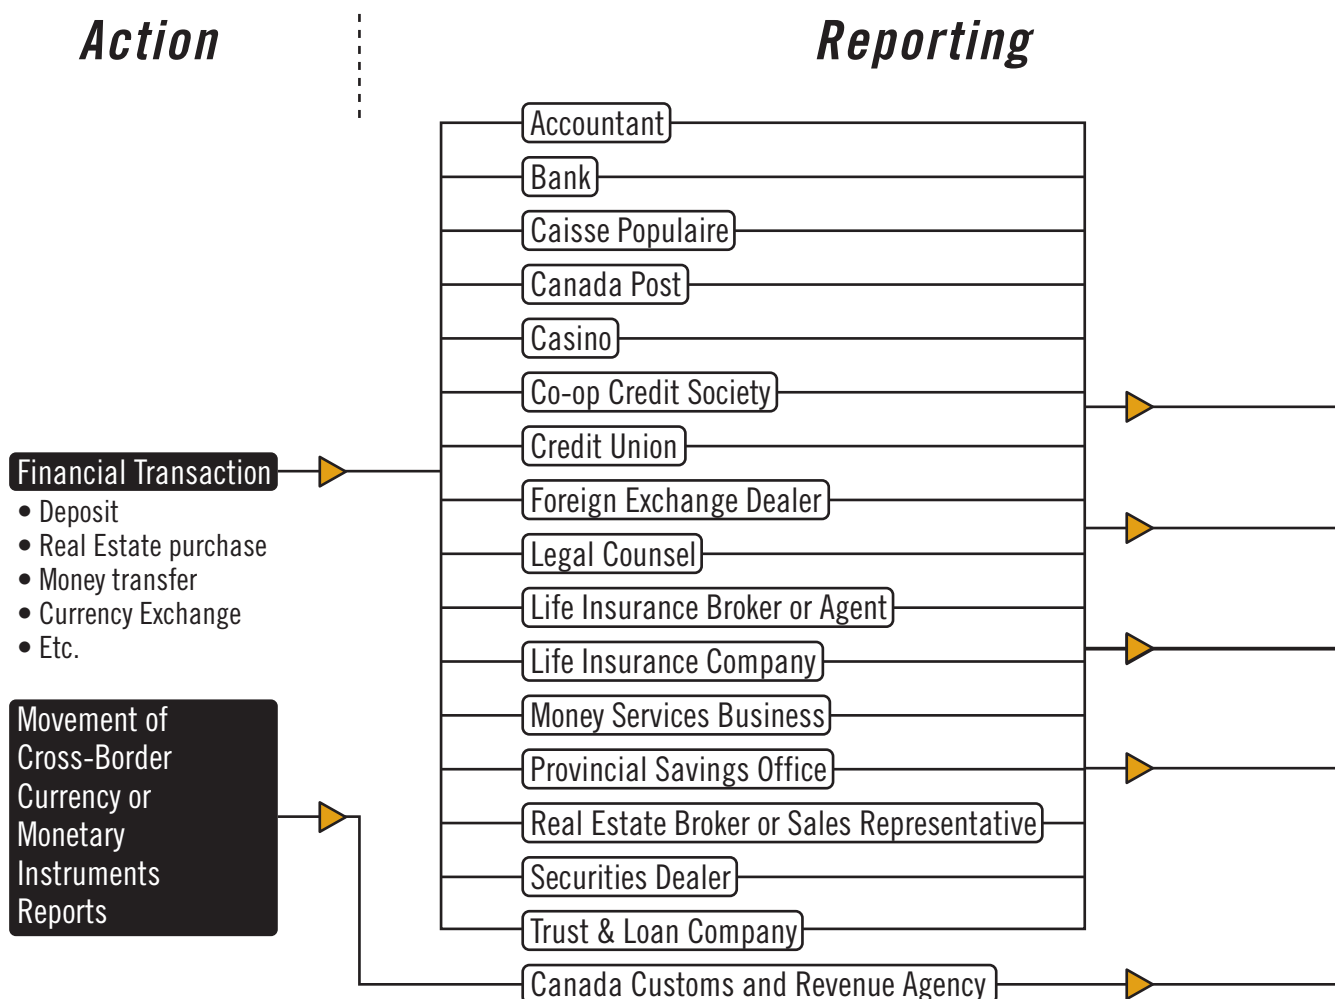 Action
Reporting
Accountant
Bank
Caisse Populaire
Canada Post
Casino
Co-op Credit Society
Credit Union
Foreign Exchange Dealer
Legal Counsel
Life Insurance Broker or Agent
Life Insurance Company
Money Services Business
Provincial Savings Office
Real Estate Broker or Sales Representative
Securities Dealer
Trust & Loan Company
Canada Customs and Revenue Agency
Financial Transaction
• Deposit
• Real Estate purchase
• Money transfer
• Currency Exchange
• Etc.
Movement of
Cross-Border
Currency or
Monetary
Instruments
Reports